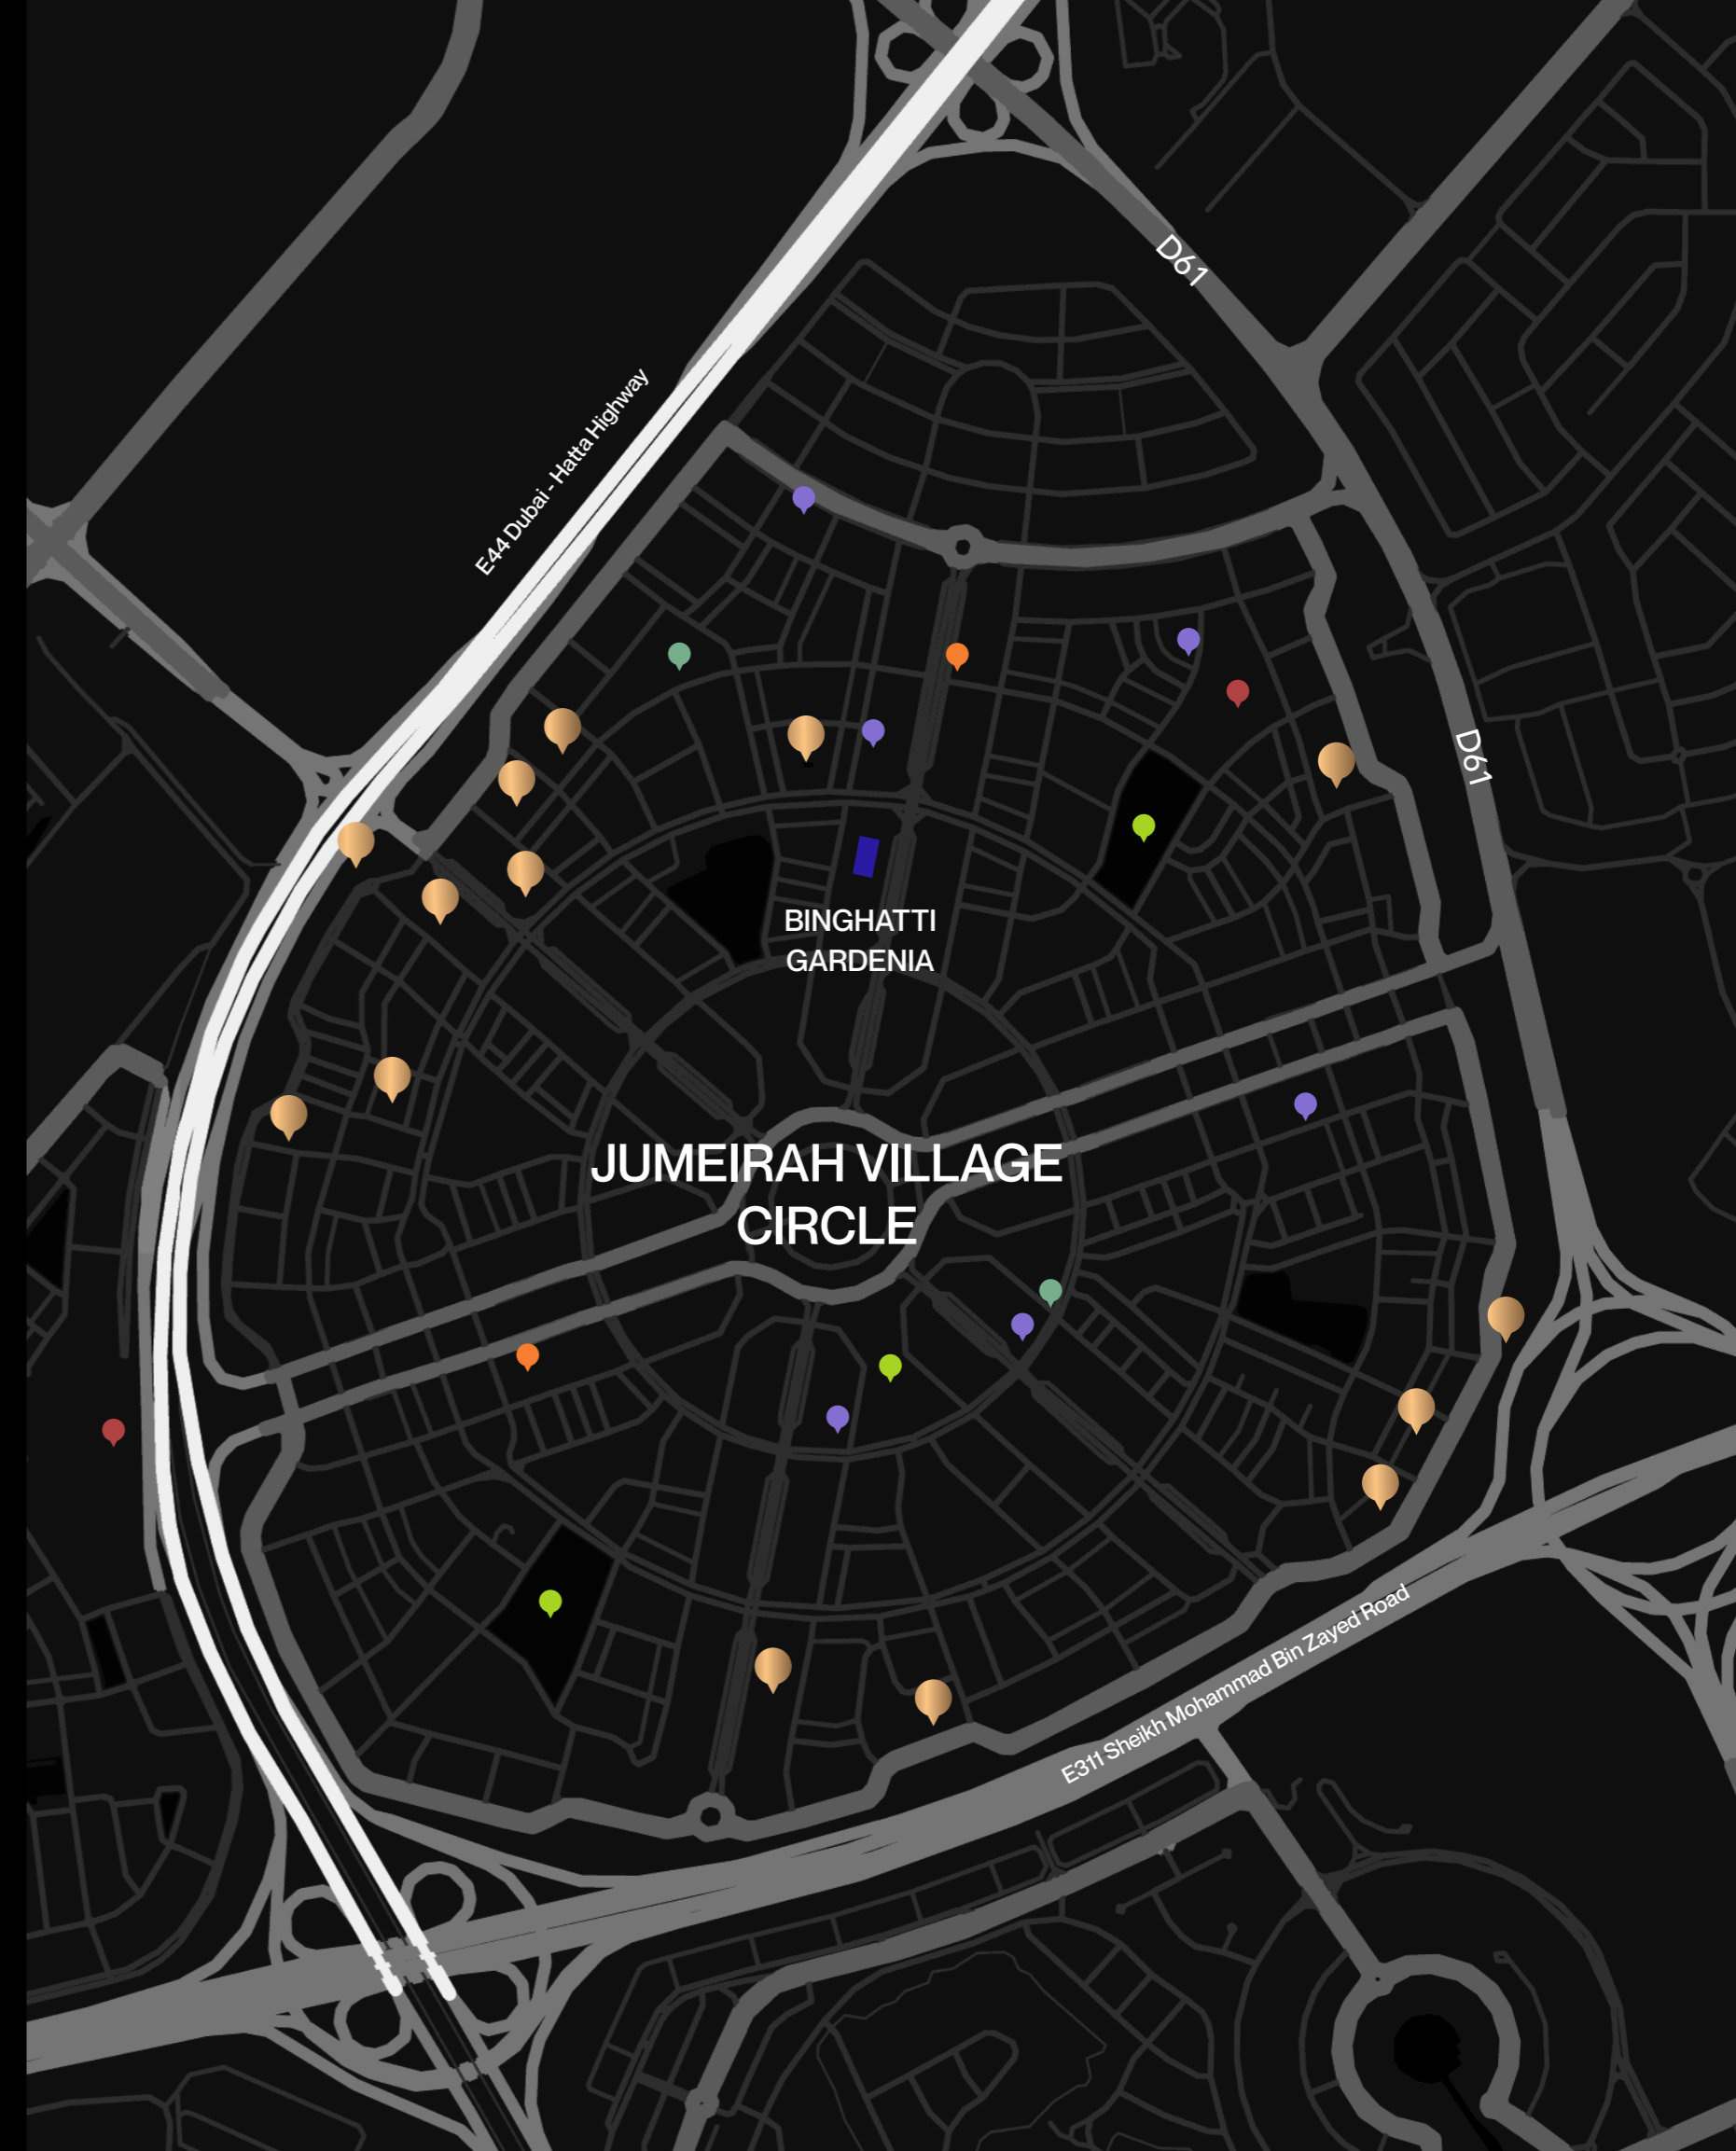 D61
E44 Dubai - Hatta Highway
D61
BINGHATTI
GARDENIA
JUMEIRAH VILLAGE
CIRCLE
E311 Sheikh Mohammad Bin Zayed Road